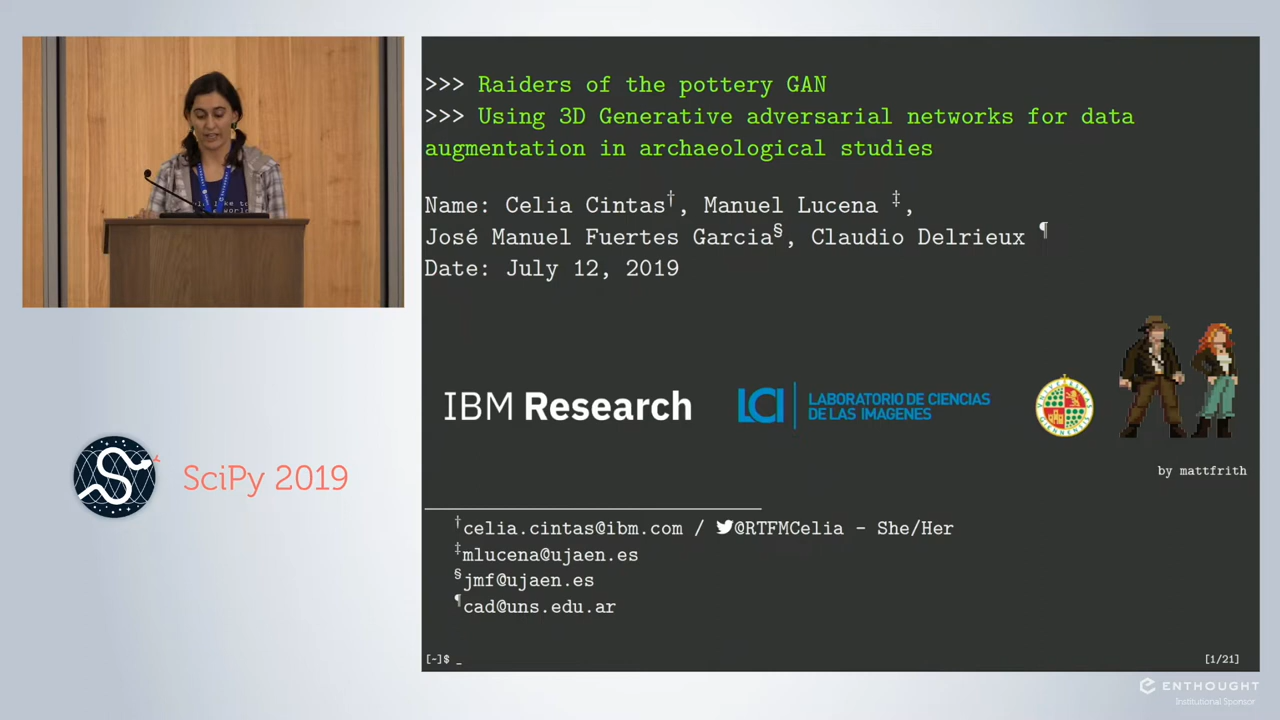 >>> Raiders of the pottery GAN
>>> Using 3D Generative adversarial networks for data
augmentation in archaeological studies
Name: Celia Cintas†, Manuel Lucena ‡,
José Manuel Fuertes Garcia§, Claudio Delrieux ¶
Date: July 12, 2019
IBM Research
LCI
LABORATORIO DE CIENCIAS
DE LAS IMAGENES
by mattfrith
†celia.cintas@ibm.com / @RTFMCelia - She/Her
‡mlucena@ujaen.es
§jmf@ujaen.es
¶cad@uns.edu.ar
[~]$ _
[1/21]
SciPy 2019
ENTHOUGHT
Institutional Sponsor